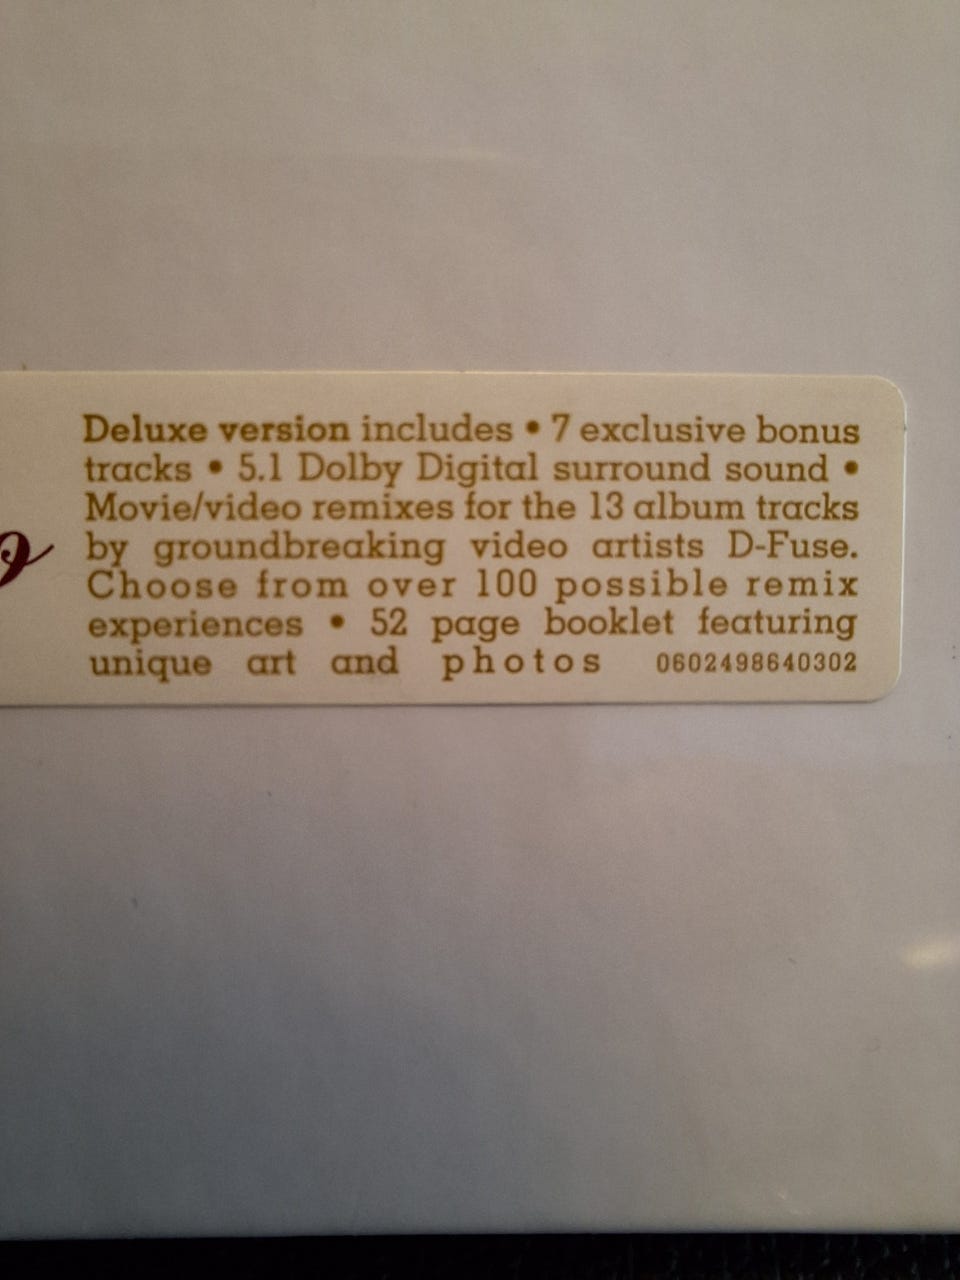 Deluxe version includes • 7 exclusive bonus
tracks • 5.1 Dolby Digital surround sound •
Movie/video remixes for the 13 album tracks
by groundbreaking video artists D-Fuse.
Choose from over 100 possible remix
experiences • 52 page booklet featuring
unique art and photos 0602498640302